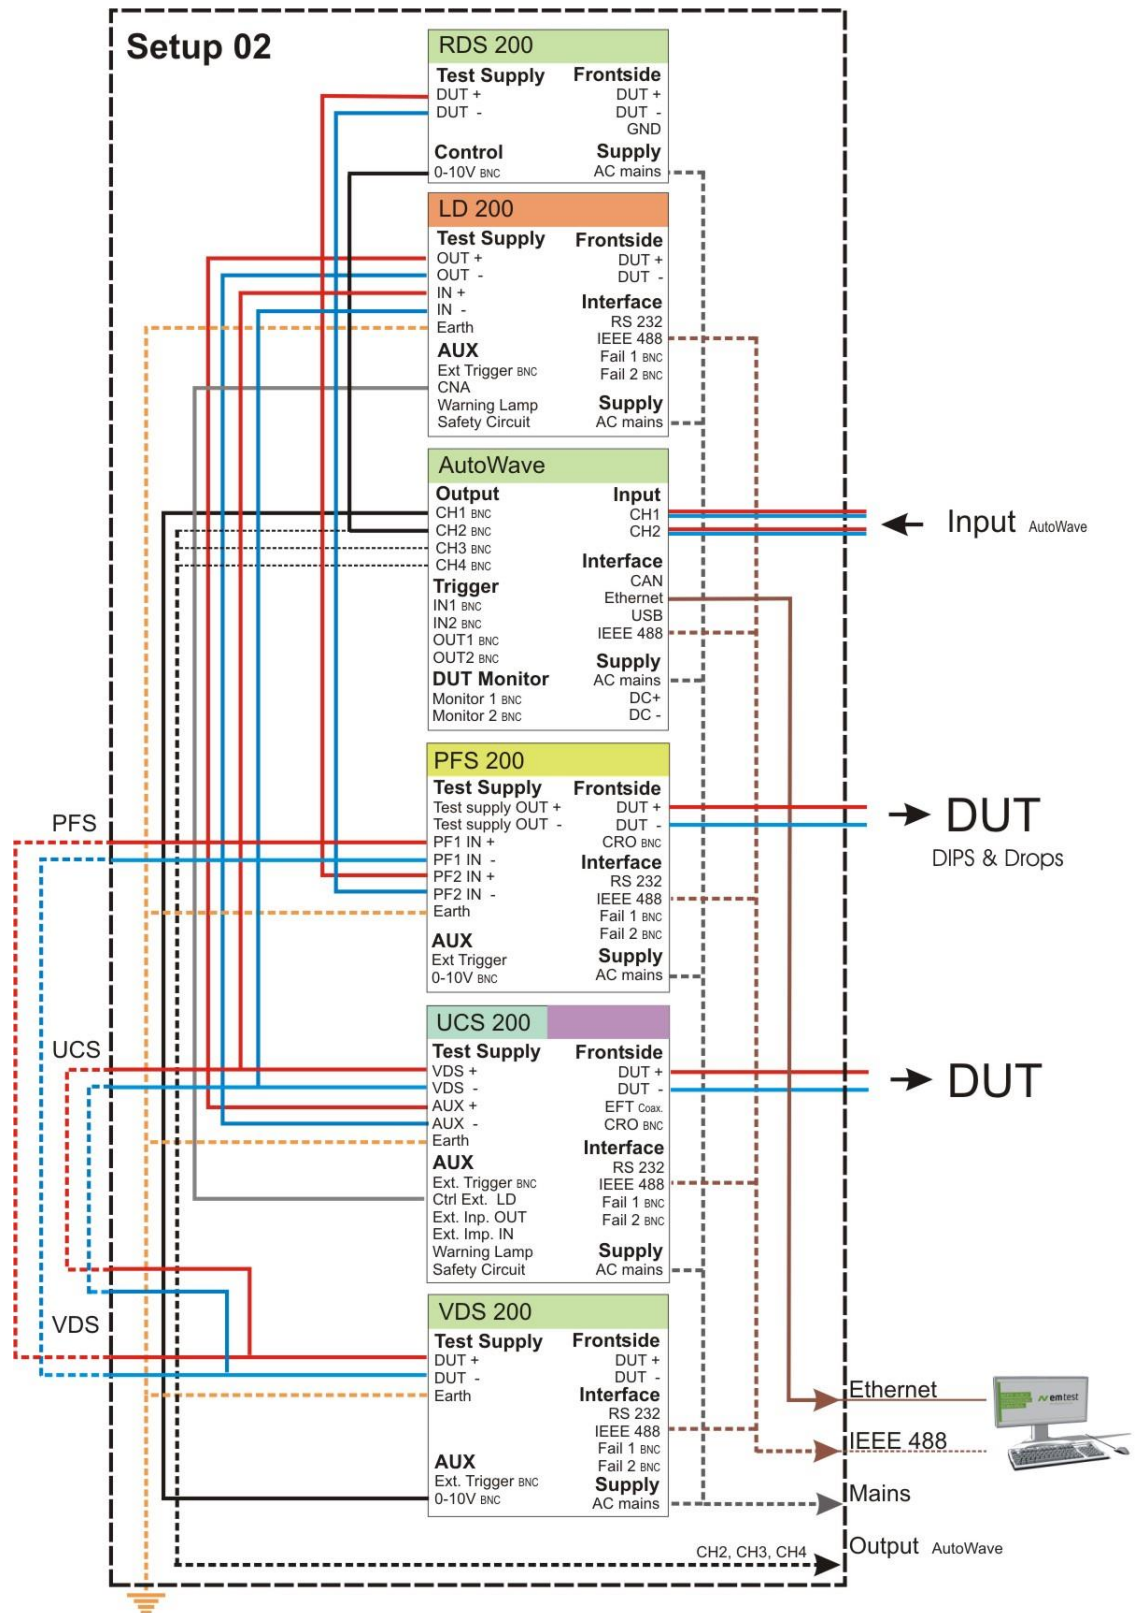 Setup 02
RDS 200
Test Supply Frontside
DUT + DUT +
DUT - DUT -
GND
Control Supply
0-10V BNC AC mains
LD 200
Test Supply Frontside
OUT + DUT +
OUT - DUT -
IN + Interface
IN - RS 232
Earth IEEE 488
AUX Fail 1 BNC
Ext Trigger BNC Fail 2 BNC
CNA
Warning Lamp Supply
Safety Circuit AC mains
AutoWave
Output Input
CH1 BNC CH1
CH2 BNC CH2
CH3 BNC
CH4 BNC Interface
Trigger CAN
IN1 BNC Ethernet
IN2 BNC USB
OUT1 BNC IEEE 488
OUT2 BNC Supply
DUT Monitor AC mains
Monitor 1 BNC DC+
Monitor 2 BNC DC -
Input AutoWave
PFS 200
Test Supply Frontside
Test supply OUT + DUT +
Test supply OUT - DUT -
PF1 IN + CRO BNC
PF1 IN - Interface
PF2 IN + RS 232
PF2 IN - IEEE 488
Earth Fail 1 BNC
Fail 2 BNC
AUX Supply
Ext Trigger AC mains
0-10V BNC
DUT
DIPS & Drops
PFS
UCS 200
Test Supply Frontside
VDS + DUT +
VDS - DUT -
AUX + EFT Coax.
AUX - CRO BNC
Earth Interface
AUX RS 232
Ext. Trigger BNC IEEE 488
Ctrl Ext. LD Fail 1 BNC
Ext. Inp. OUT Fail 2 BNC
Ext. Imp. IN
Warning Lamp Supply
Safety Circuit AC mains
DUT
UCS
VDS
VDS 200
Test Supply Frontside
DUT + DUT +
DUT - DUT -
Earth Interface
RS 232
IEEE 488
Fail 1 BNC
AUX Fail 2 BNC
Ext. Trigger BNC Supply
0-10V BNC AC mains
Ethernet
em test
IEEE 488
Mains
CH2, CH3, CH4
Output AutoWave